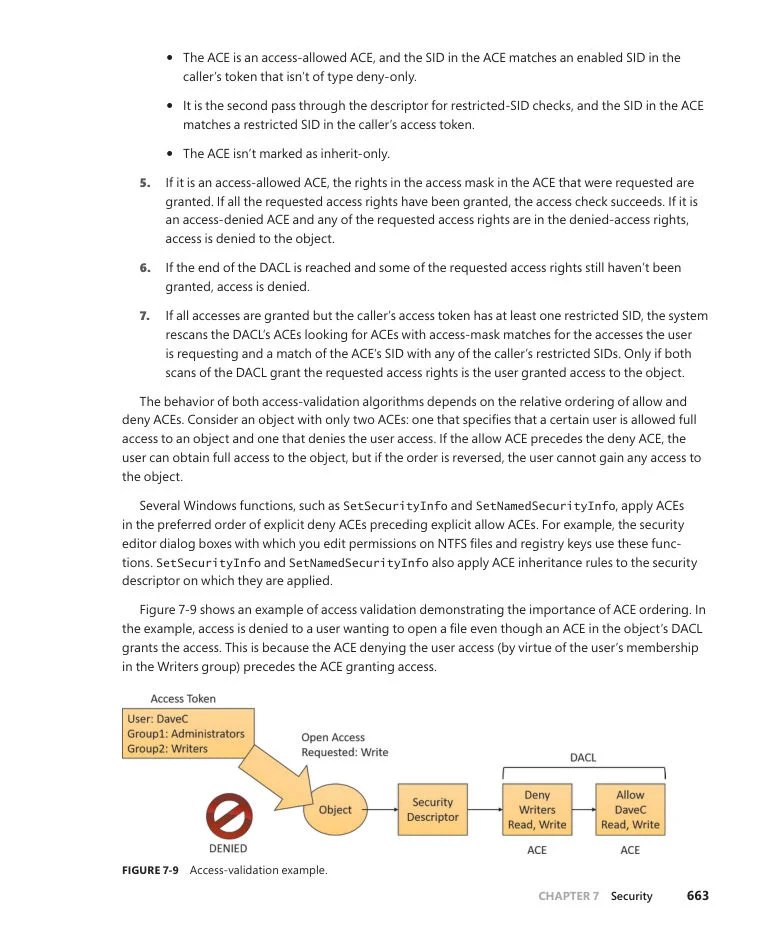 • The ACE is an access-allowed ACE, and the SID in the ACE matches an enabled SID in the
caller’s token that isn’t of type deny-only.
• It is the second pass through the descriptor for restricted-SID checks, and the SID in the ACE
matches a restricted SID in the caller’s access token.
• The ACE isn’t marked as inherit-only.
5. If it is an access-allowed ACE, the rights in the access mask in the ACE that were requested are
granted. If all the requested access rights have been granted, the access check succeeds. If it is
an access-denied ACE and any of the requested access rights are in the denied-access rights,
access is denied to the object.
6. If the end of the DACL is reached and some of the requested access rights still haven’t been
granted, access is denied.
7. If all accesses are granted but the caller’s access token has at least one restricted SID, the system
rescans the DACL’s ACEs looking for ACEs with access-mask matches for the accesses the user
is requesting and a match of the ACE’s SID with any of the caller’s restricted SIDs. Only if both
scans of the DACL grant the requested access rights is the user granted access to the object.
The behavior of both access-validation algorithms depends on the relative ordering of allow and
deny ACEs. Consider an object with only two ACEs: one that specifies that a certain user is allowed full
access to an object and one that denies the user access. If the allow ACE precedes the deny ACE, the
user can obtain full access to the object, but if the order is reversed, the user cannot gain any access to
the object.
Several Windows functions, such as SetSecurityInfo and SetNamedSecurityInfo, apply ACEs
in the preferred order of explicit deny ACEs preceding explicit allow ACEs. For example, the security
editor dialog boxes with which you edit permissions on NTFS files and registry keys use these func-
tions. SetSecurityInfo and SetNamedSecurityInfo also apply ACE inheritance rules to the security
descriptor on which they are applied.
Figure 7-9 shows an example of access validation demonstrating the importance of ACE ordering. In
the example, access is denied to a user wanting to open a file even though an ACE in the object’s DACL
grants the access. This is because the ACE denying the user access (by virtue of the user’s membership
in the Writers group) precedes the ACE granting access.
Access Token
User: DaveC
Group1: Administrators
Group2: Writers
Open Access
Requested: Write
DACL
Object
Security
Descriptor
Deny
Writers
Read, Write
Allow
DaveC
Read, Write
DENIED
ACE
ACE
FIGURE 7-9 Access-validation example.
CHAPTER 7 Security 663